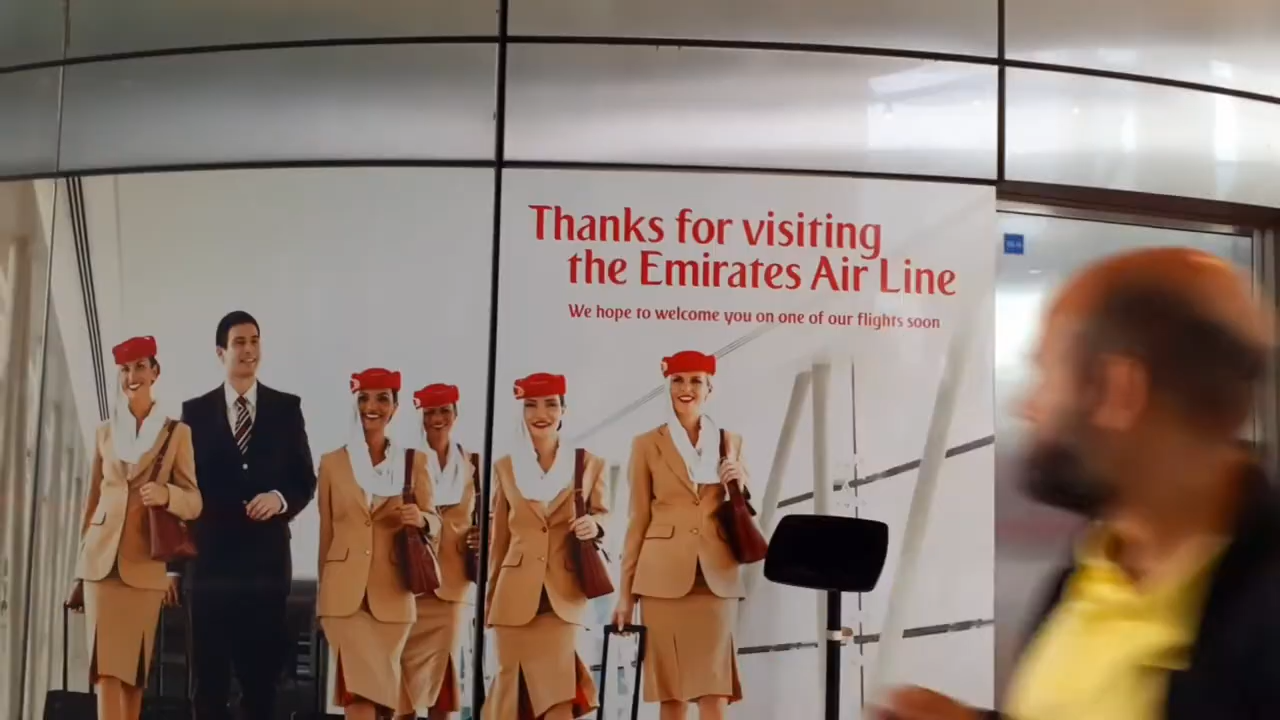 Thanks for visiting
the Emirates Air Line
We hope to welcome you on one of our flights soon